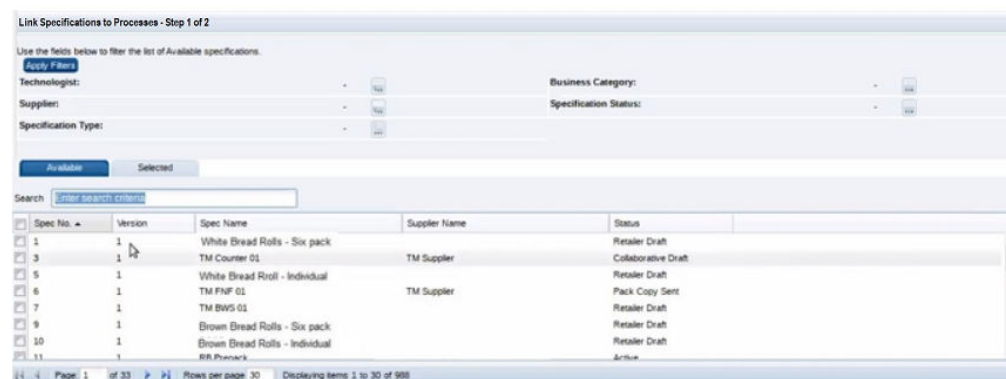 Link Specifications to Processes - Step 1 of 2
Use the fields below to filter the list of Available specifications.
Apply Filters
Technologist: - ... Business Category: - ...
Supplier: - ... Specification Status: - ...
Specification Type: - ...
Available Selected
Search Enter search criteria
Spec No. Version Spec Name Supplier Name Status
1 1 White Bread Rolls - Six pack Retailer Draft
3 1 TM Counter 01 TM Supplier Collaborative Draft
5 1 White Bread Rroll - Individual Retailer Draft
6 1 TM FNF 01 TM Supplier Pack Copy Sent
7 1 TM BWS 01 Retailer Draft
9 1 Brown Bread Rolls - Six pack Retailer Draft
10 1 Brown Bread Rolls - Individual Retailer Draft
11 1 RB Prepack Active
Page 1 of 33 Rows per page 30 Displaying items 1 to 30 of 988